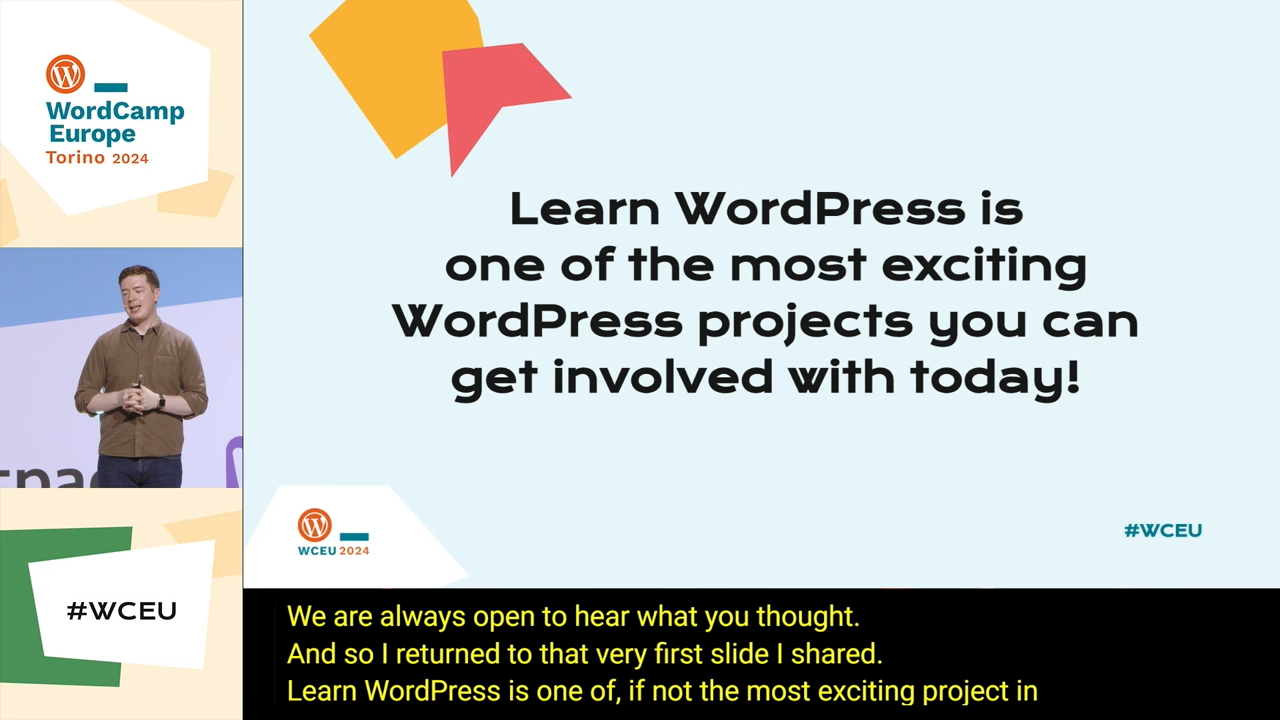 WordCamp
Europe
Torino 2024
Learn WordPress is
one of the most exciting
WordPress projects you can
get involved with today!
WCEU 2024
#WCEU
#WCEU
We are always open to hear what you thought.
And so I returned to that very first slide I shared.
Learn WordPress is one of, if not the most exciting project in